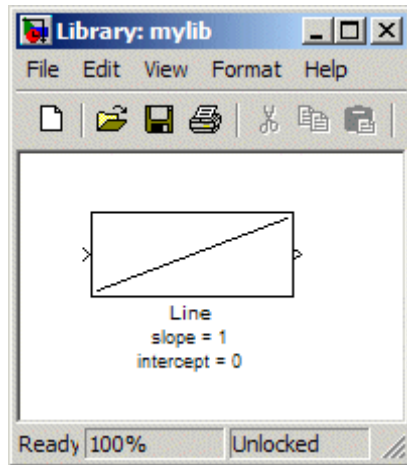 Library: mylib
File Edit View Format Help
Line
slope = 1
intercept = 0
Ready 100% Unlocked